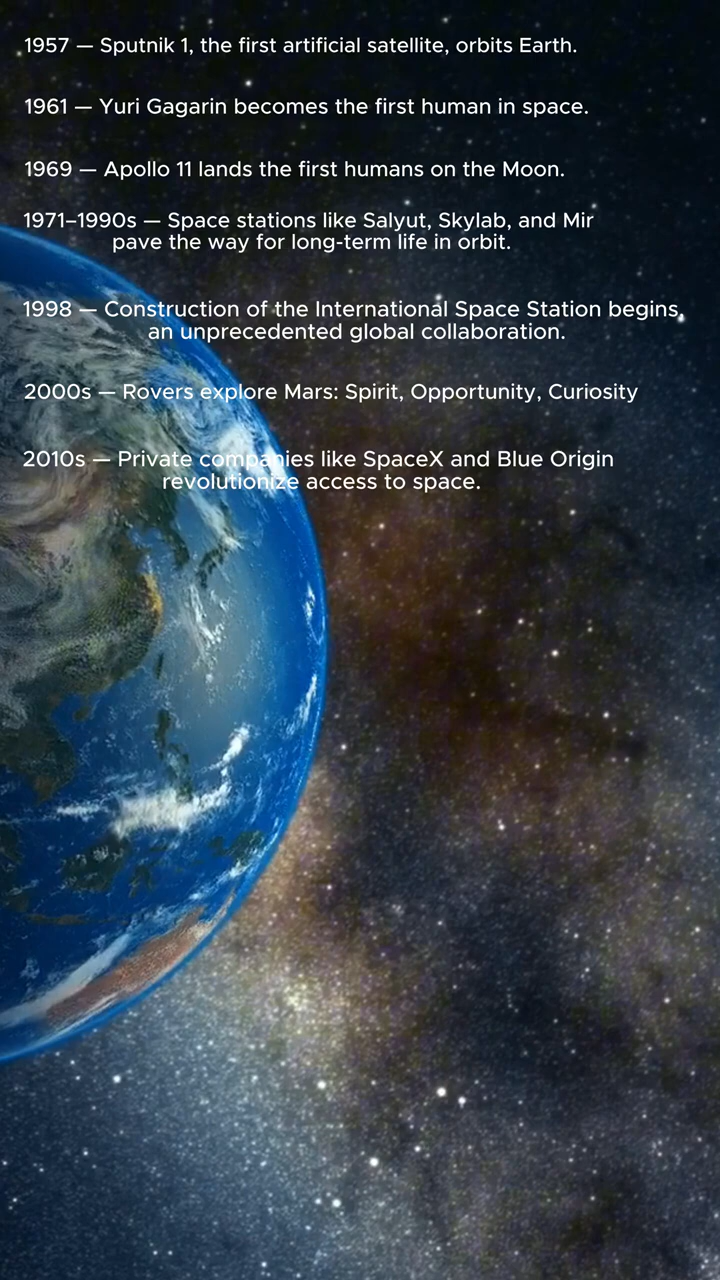 1957 — Sputnik 1, the first artificial satellite, orbits Earth.
1961 — Yuri Gagarin becomes the first human in space.
1969 — Apollo 11 lands the first humans on the Moon.
1971–1990s — Space stations like Salyut, Skylab, and Mir
pave the way for long-term life in orbit.
1998 — Construction of the International Space Station begins,
an unprecedented global collaboration.
2000s — Rovers explore Mars: Spirit, Opportunity, Curiosity
2010s — Private companies like SpaceX and Blue Origin
revolutionize access to space.